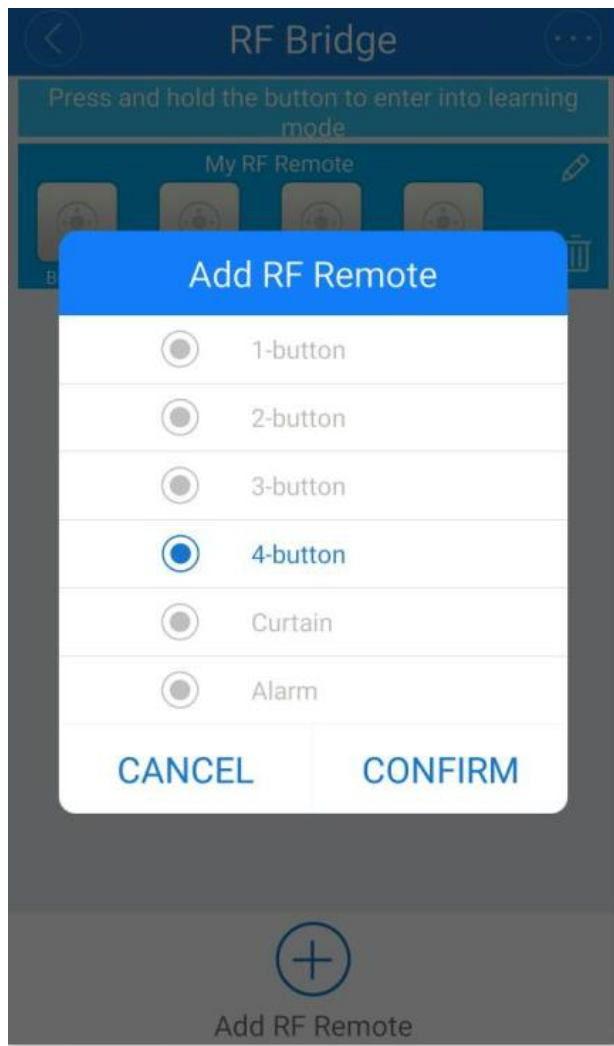 RF Bridge
Press and hold the button to enter into learning
mode
My RF Remote
Add RF Remote
1-button
2-button
3-button
4-button
Curtain
Alarm
CANCEL
CONFIRM
Add RF Remote